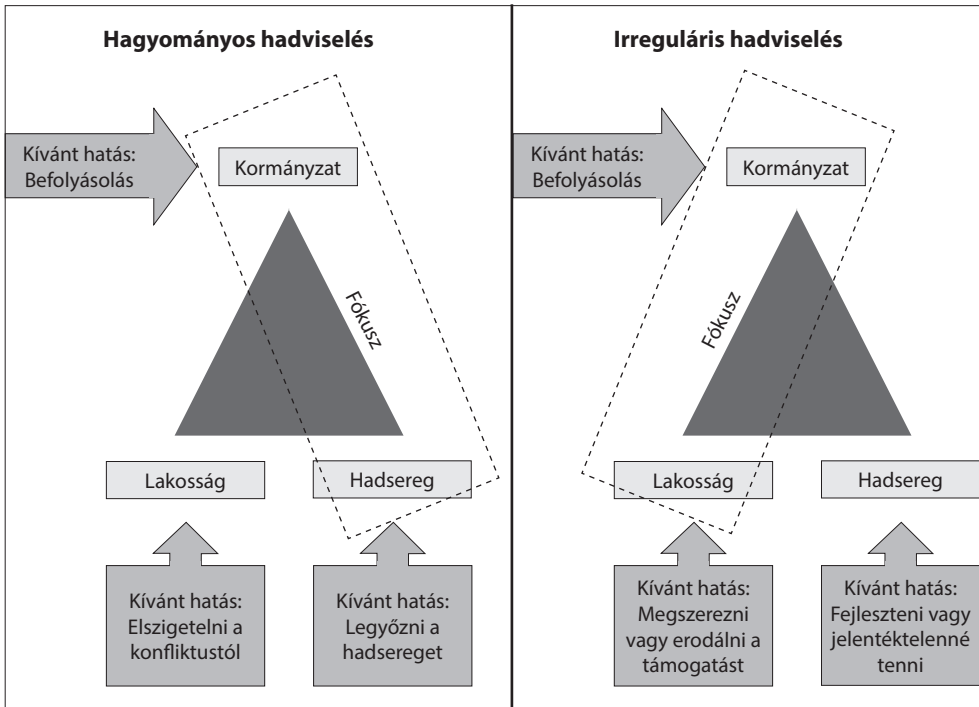 Hagyományos hadviselés
Kívánt hatás:
Befolyásolás
Kormányzat
Fókusz
Lakosság
Hadsereg
Kívánt hatás:
Elszigetelni a
konfliktustól
Kívánt hatás:
Legyőzni a
hadsereget
Irreguláris hadviselés
Kívánt hatás:
Befolyásolás
Kormányzat
Fókusz
Lakosság
Hadsereg
Kívánt hatás:
Megszerezni
vagy erodálni a
támogatást
Kívánt hatás:
Fejleszteni vagy
jelentéktelenné
tenni